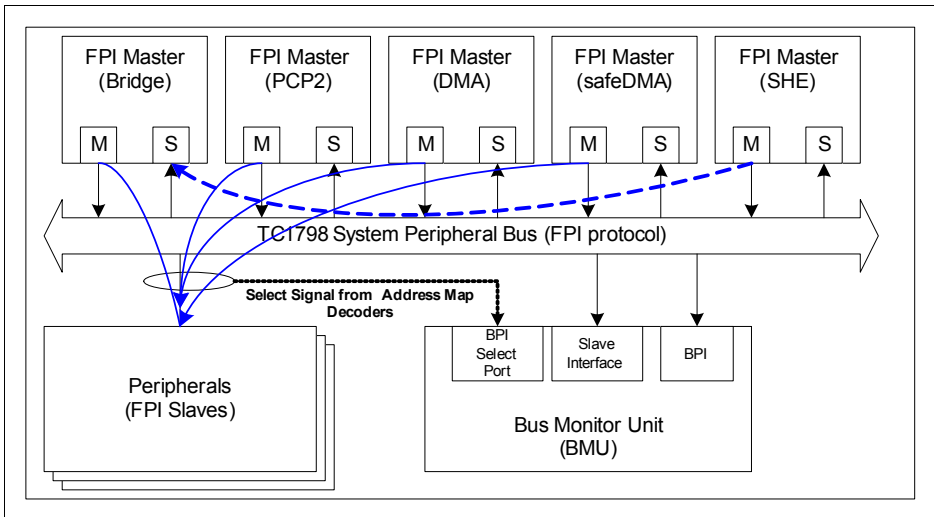 FPI Master
(Bridge)
FPI Master
(PCP2)
FPI Master
(DMA)
FPI Master
(safeDMA)
FPI Master
(SHE)
M
S
M
S
M
S
M
S
M
S
TC1798 System Peripheral Bus (FPI protocol)
Select Signal from Address Map
Decoders
BPI
Select
Port
Slave
Interface
BPI
Peripherals
(FPI Slaves)
Bus Monitor Unit
(BMU)